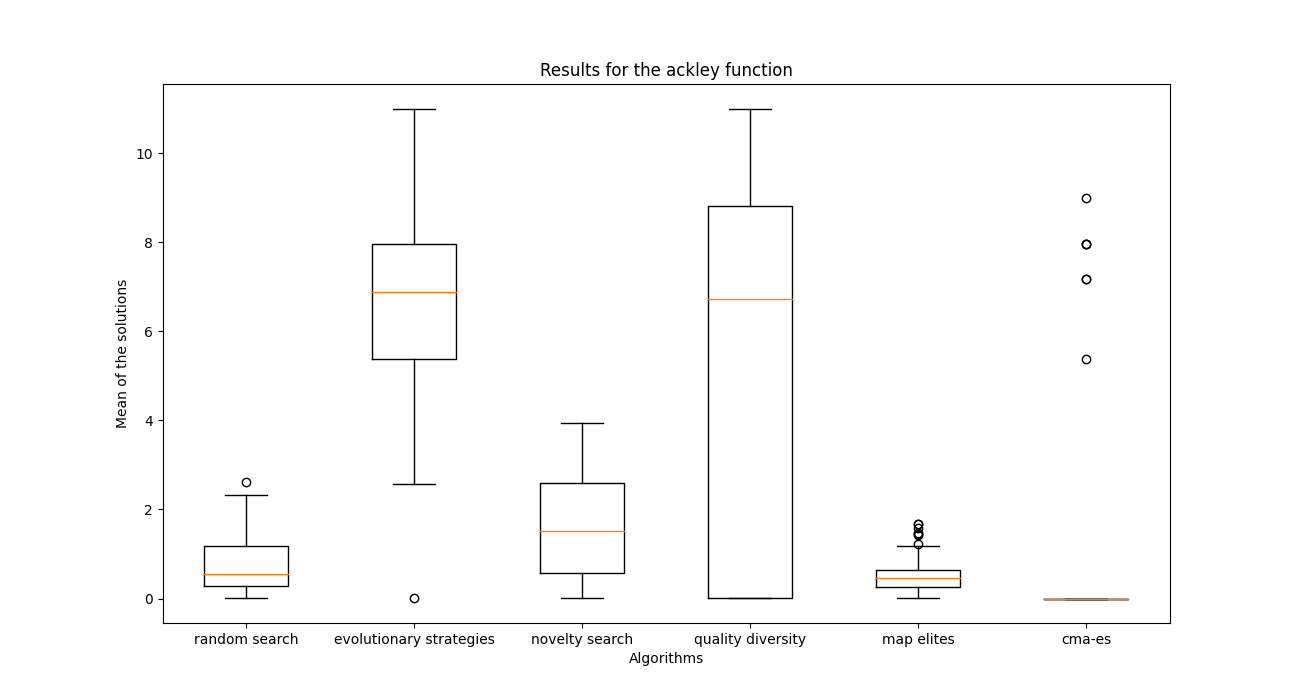 Results for the ackley function
Mean of the solutions
10
8
6
4
2
0
random search evolutionary strategies novelty search quality diversity map elites cma-es
Algorithms